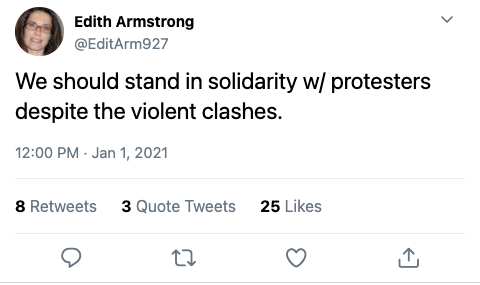 Edith Armstrong
@EditArm927
We should stand in solidarity w/ protesters
despite the violent clashes.
12:00 PM · Jan 1, 2021
8 Retweets 3 Quote Tweets 25 Likes